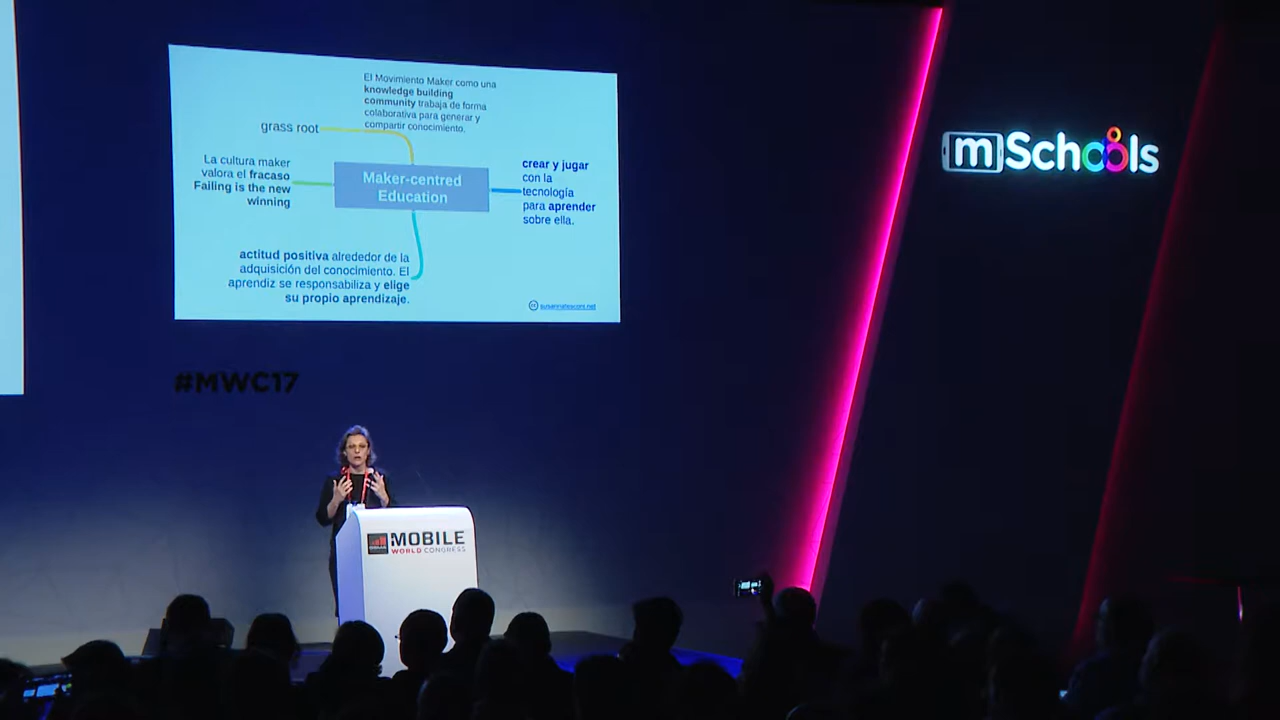 El Movimiento Maker como una
knowledge building
community trabaja de forma
colaborativa para generar y
compartir conocimiento.
grass root
La cultura maker
valora el fracaso
Failing is the new
winning
Maker-centred
Education
crear y jugar
con la
tecnología
para aprender
sobre ella.
actitud positiva alrededor de la
adquisición del conocimiento. El
aprendiz se responsabiliza y elige
su propio aprendizaje.
mSchools
#MWC17
MOBILE
WORLD CONGRESS